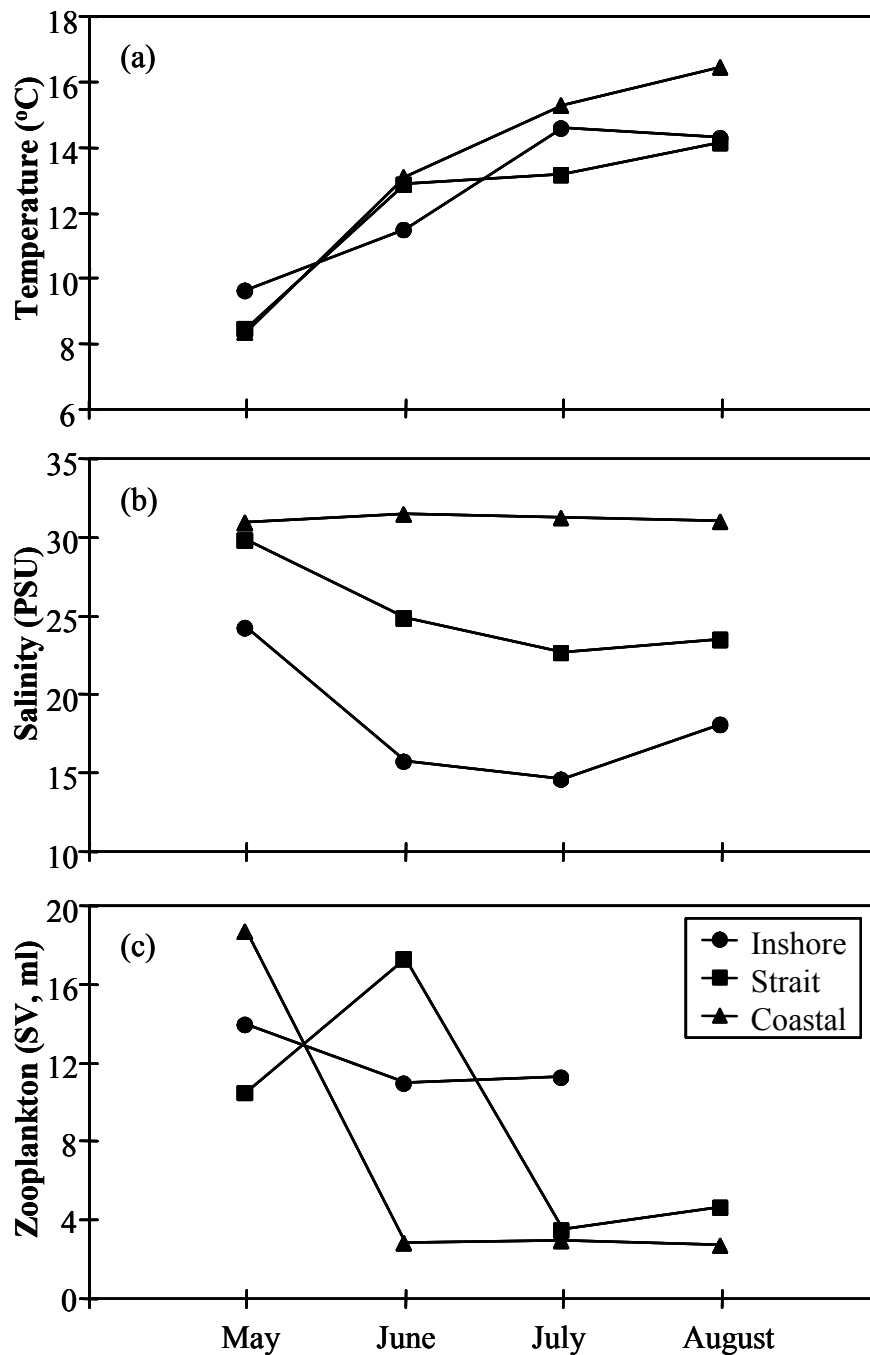 18
(a)
16
14
12
10
8
6
Temperature (ºC)
35
(b)
30
25
20
15
10
Salinity (PSU)
20
(c)
16
12
8
4
0
Zooplankton (SV, ml)
Inshore
Strait
Coastal
May June July August